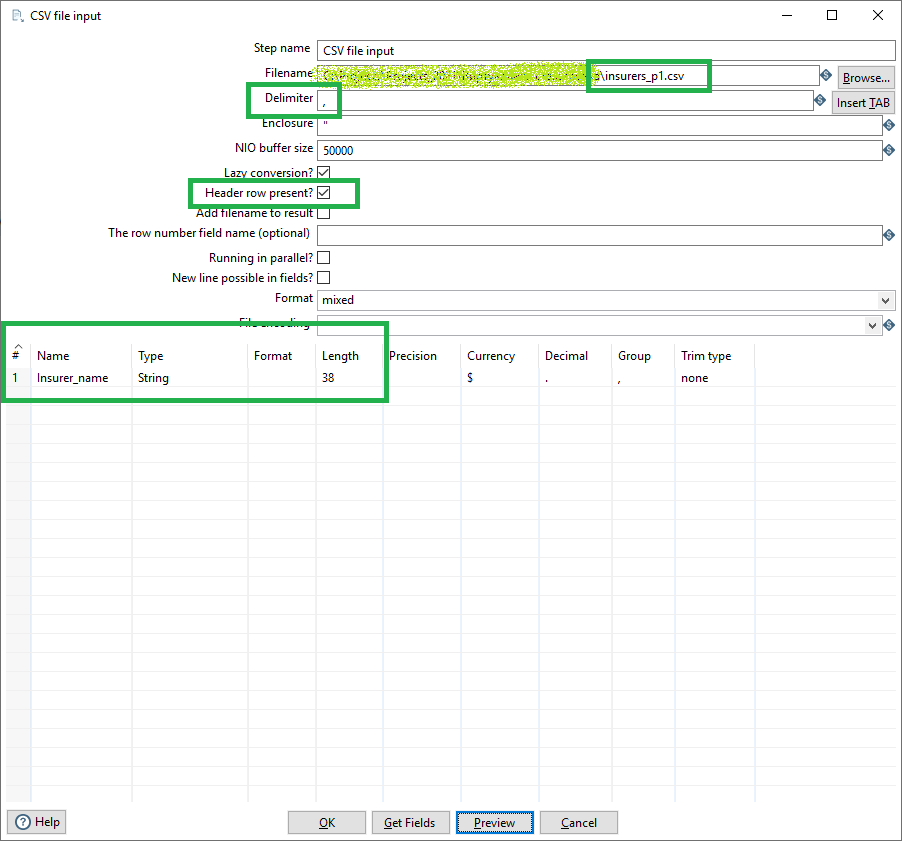 CSV file input
Step name CSV file input
Filename \insurers_p1.csv Browse...
Delimiter , Insert TAB
Enclosure "
NIO buffer size 50000
Lazy conversion?
Header row present?
Add filename to result
The row number field name (optional)
Running in parallel?
New line possible in fields?
Format mixed
File encoding
# Name Type Format Length Precision Currency Decimal Group Trim type
1 Insurer_name String 38 $ . , none
Help OK Get Fields Preview Cancel